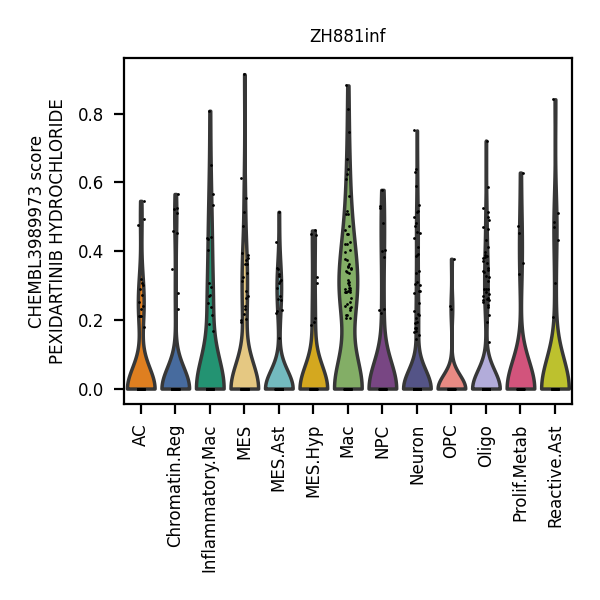 ZH881inf
CHEMBL3989973 score
PEXIDARTINIB HYDROCHLORIDE
0.8
0.6
0.4
0.2
0.0
AC
Chromatin.Reg
Inflammatory.Mac
MES
MES.Ast
MES.Hyp
Mac
NPC
Neuron
OPC
Oligo
Prolif.Metab
Reactive.Ast